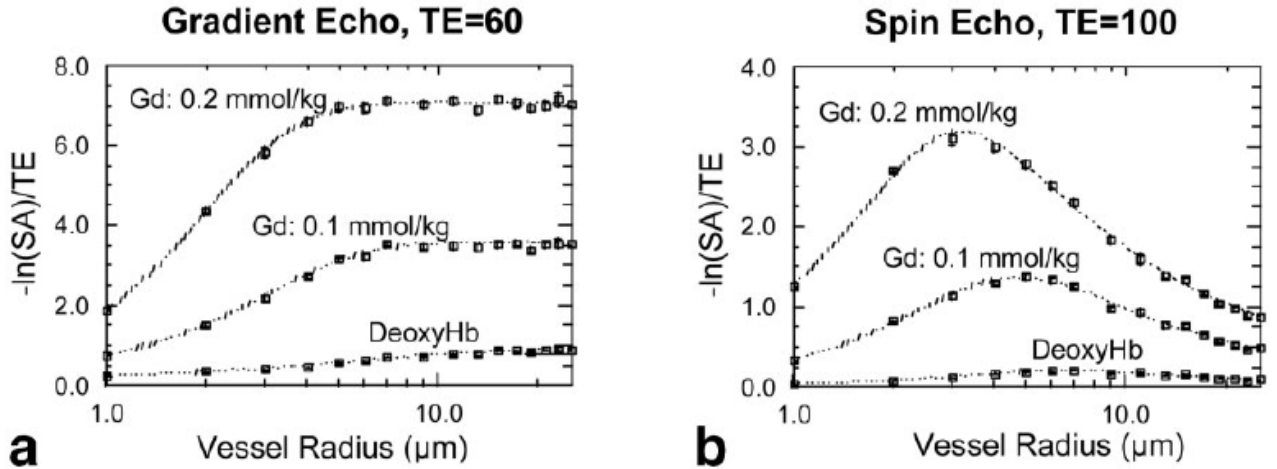 Gradient Echo, TE=60
-ln(SA)/TE
8.0
6.0
4.0
2.0
0.0
Gd: 0.2 mmol/kg
Gd: 0.1 mmol/kg
DeoxyHb
1.0
10.0
Vessel Radius (μm)
a
Spin Echo, TE=100
-ln(SA)/TE
4.0
3.0
2.0
1.0
0.0
Gd: 0.2 mmol/kg
Gd: 0.1 mmol/kg
DeoxyHb
1.0
10.0
Vessel Radius (μm)
b